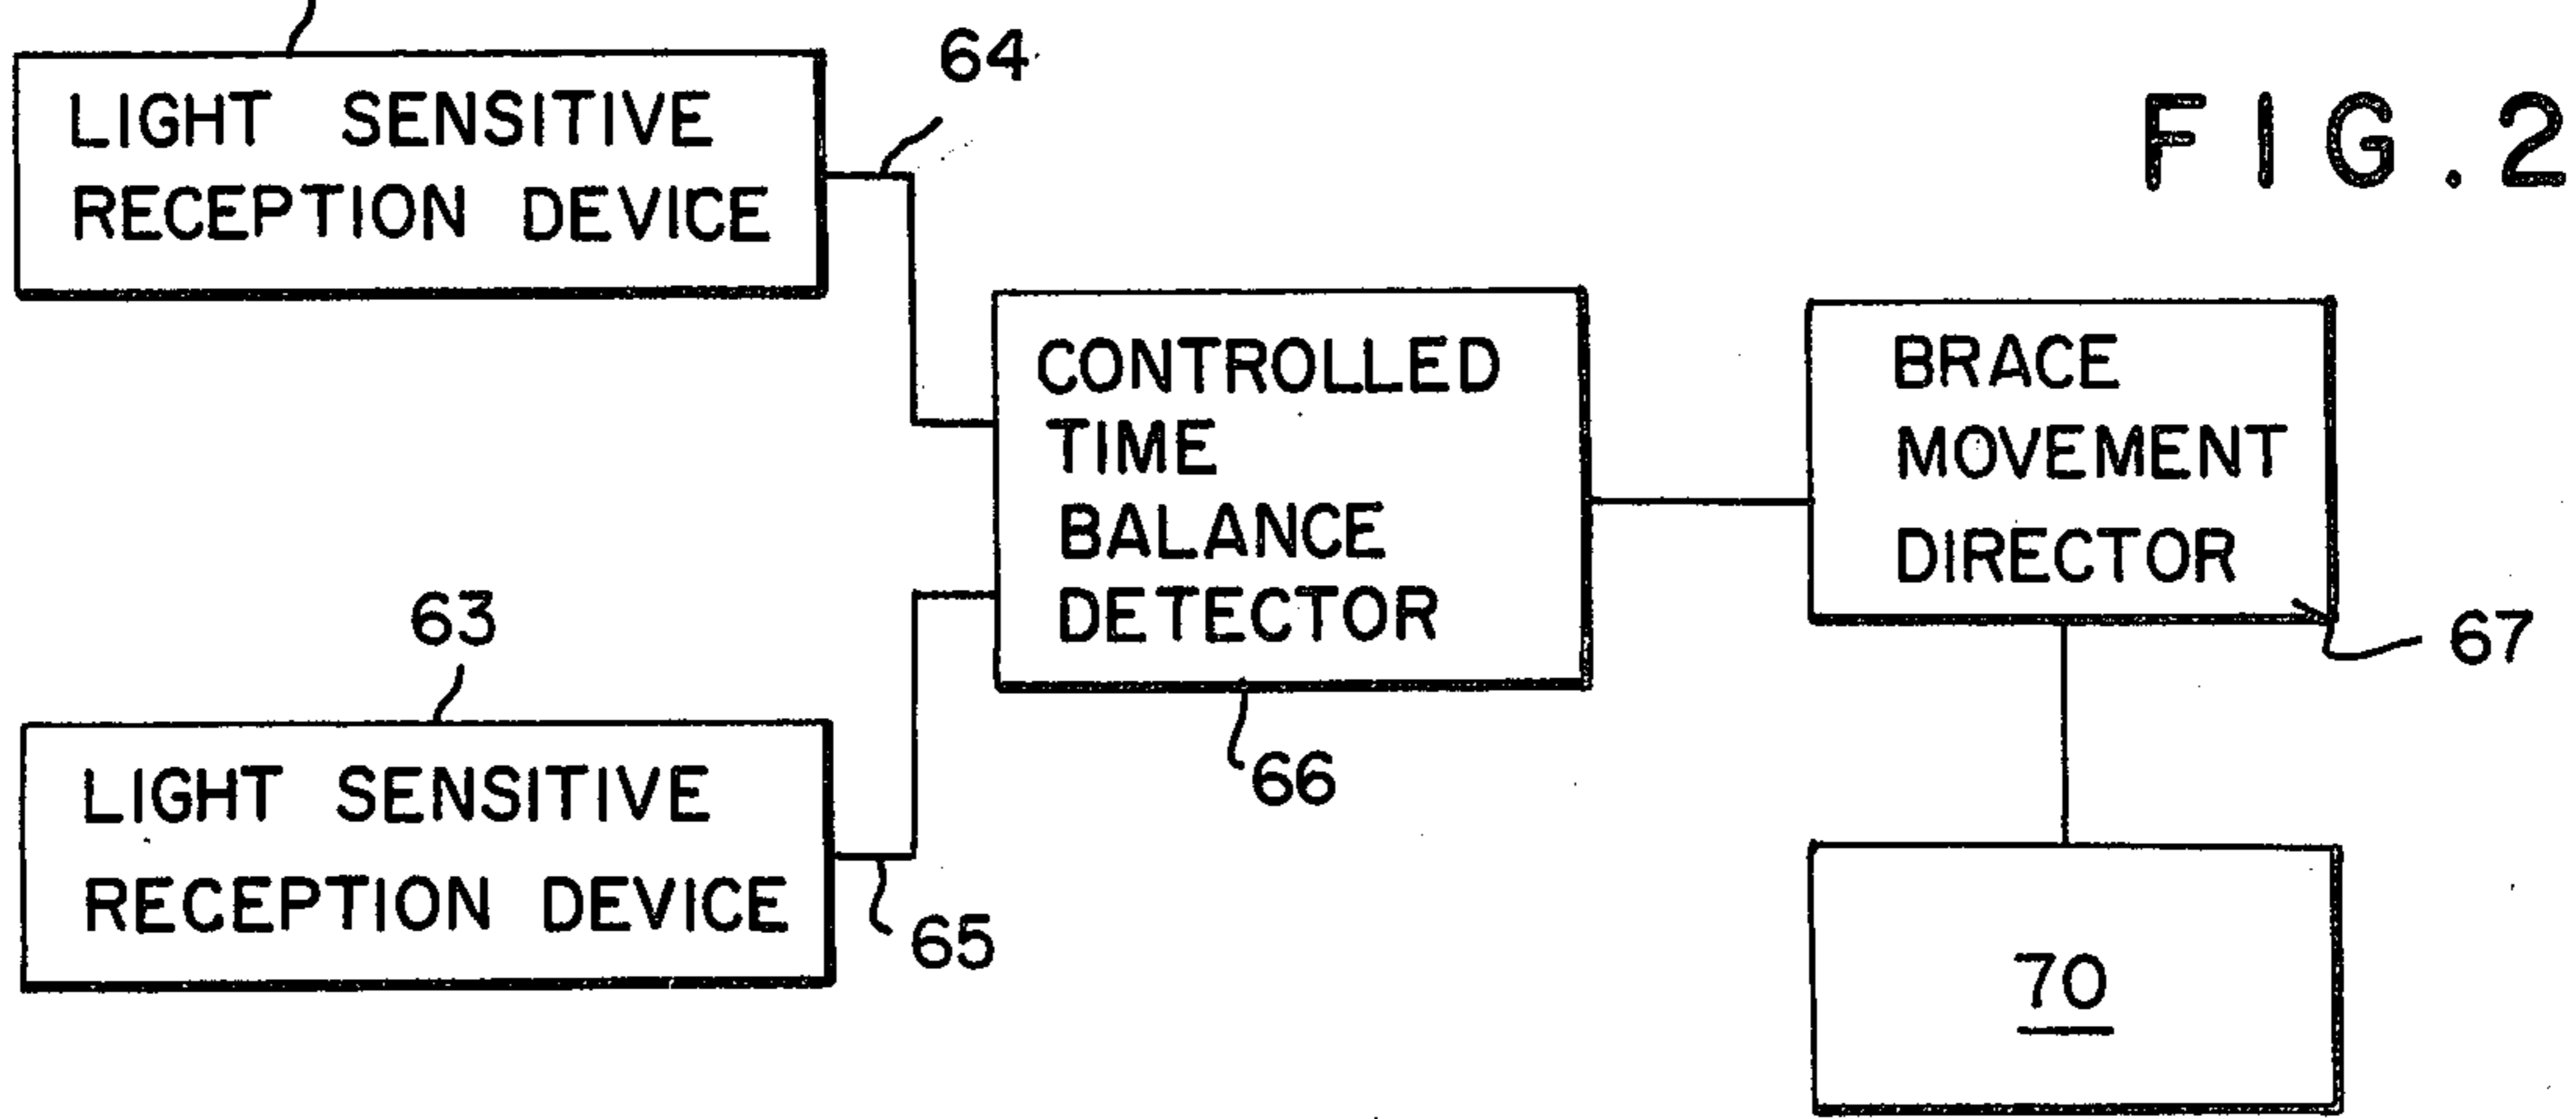 64
FIG.2
LIGHT SENSITIVE
RECEPTION DEVICE
CONTROLLED
TIME
BALANCE
DETECTOR
66
BRACE
MOVEMENT
DIRECTOR
67
63
LIGHT SENSITIVE
RECEPTION DEVICE
65
70